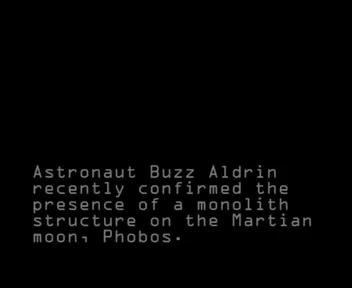 Astronaut Buzz Aldrin
recently confirmed the
presence of a monolith
structure on the Martian
moon, Phobos.